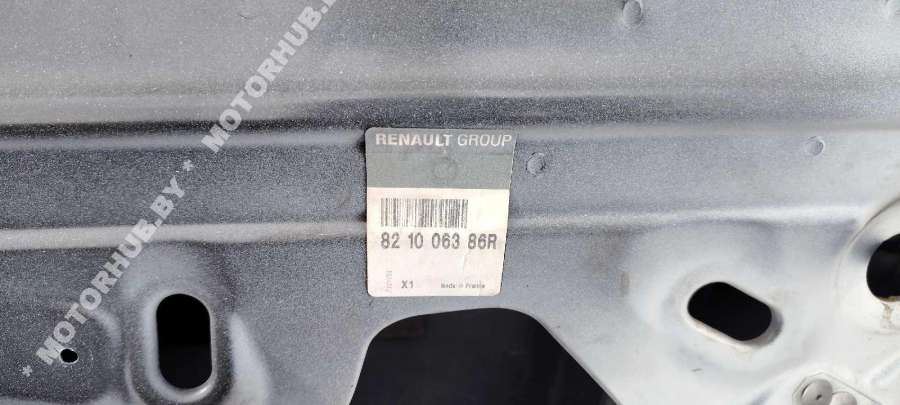 * MOTORHUB.BY * MOTORHUB.BY
RENAULT GROUP
82 10 063 86R
X1 Made in France